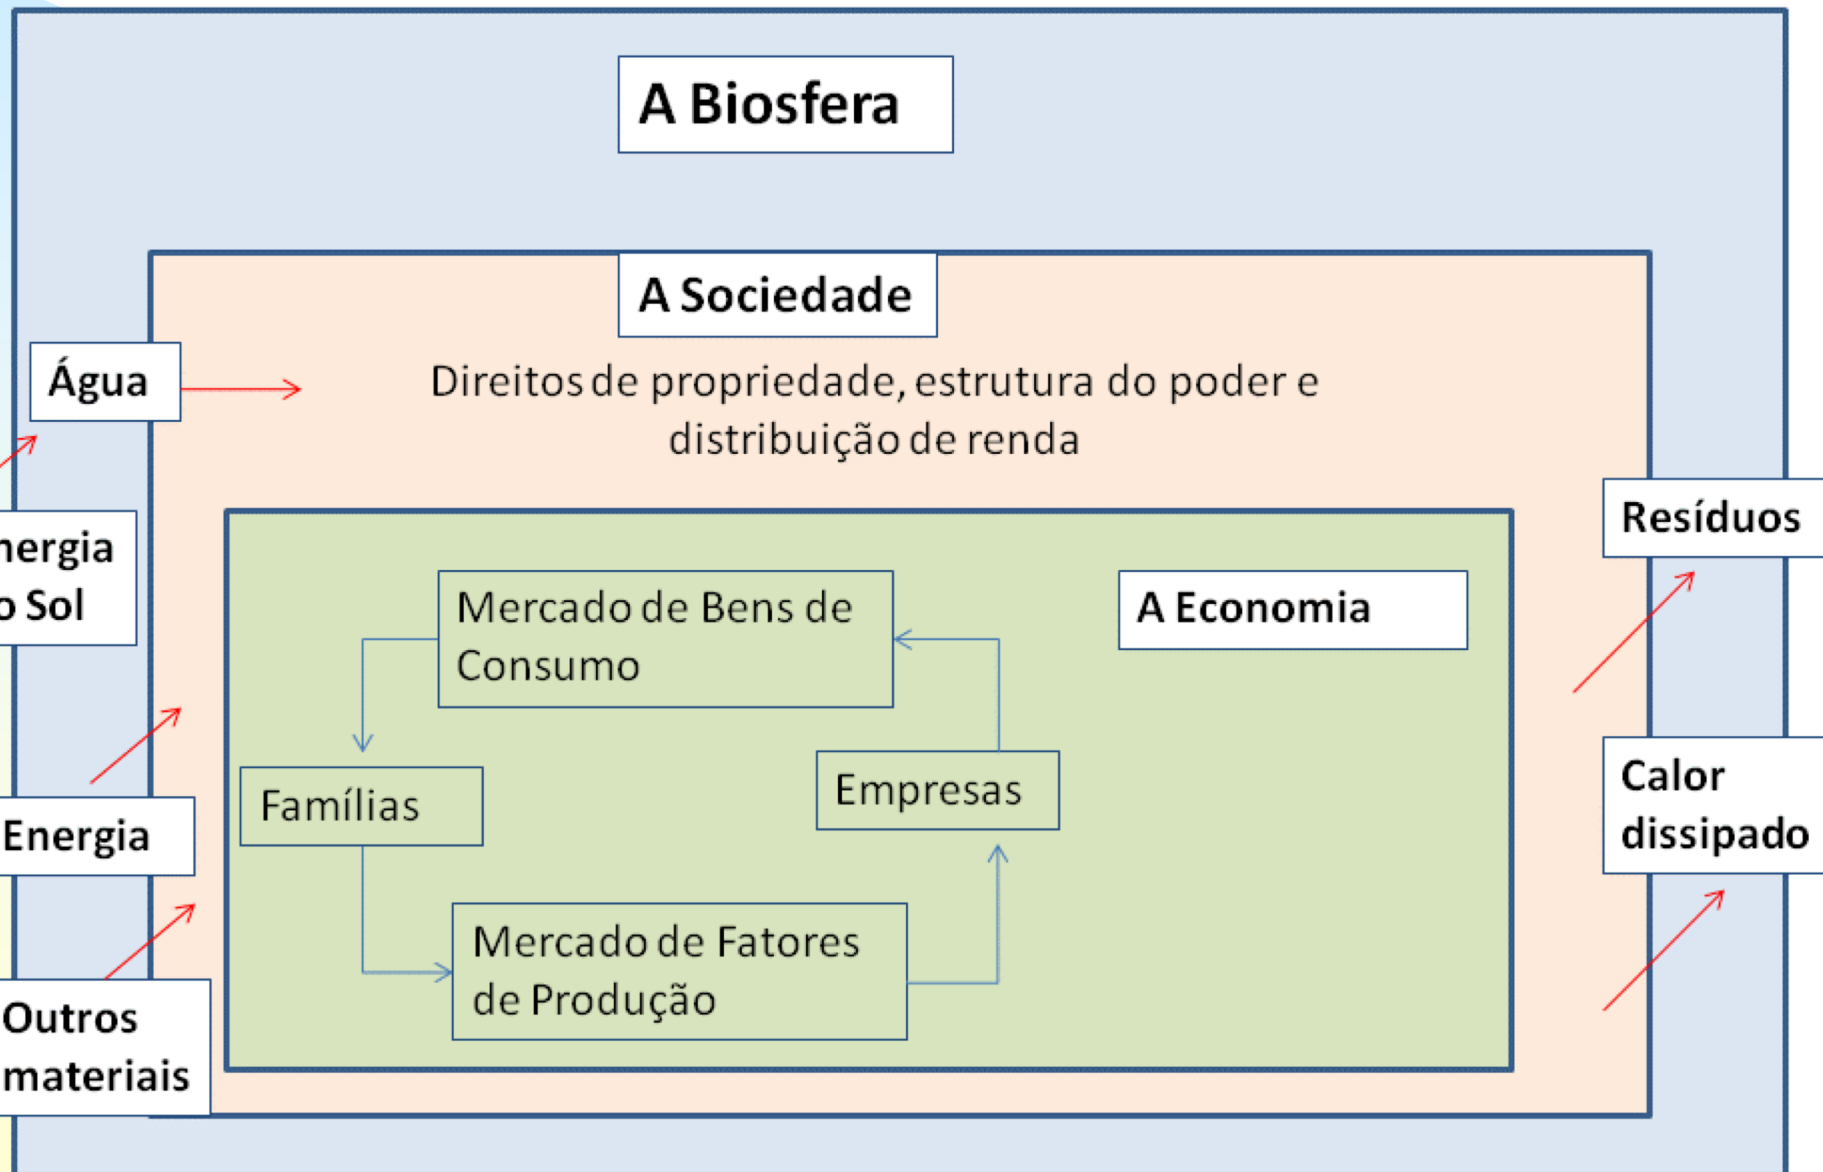 A Biosfera
A Sociedade
Água
Direitos de propriedade, estrutura do poder e
distribuição de renda
nergia
o Sol
Resíduos
Mercado de Bens de
Consumo
A Economia
Famílias
Empresas
Energia
Calor
dissipado
Mercado de Fatores
de Produção
Outros
materiais